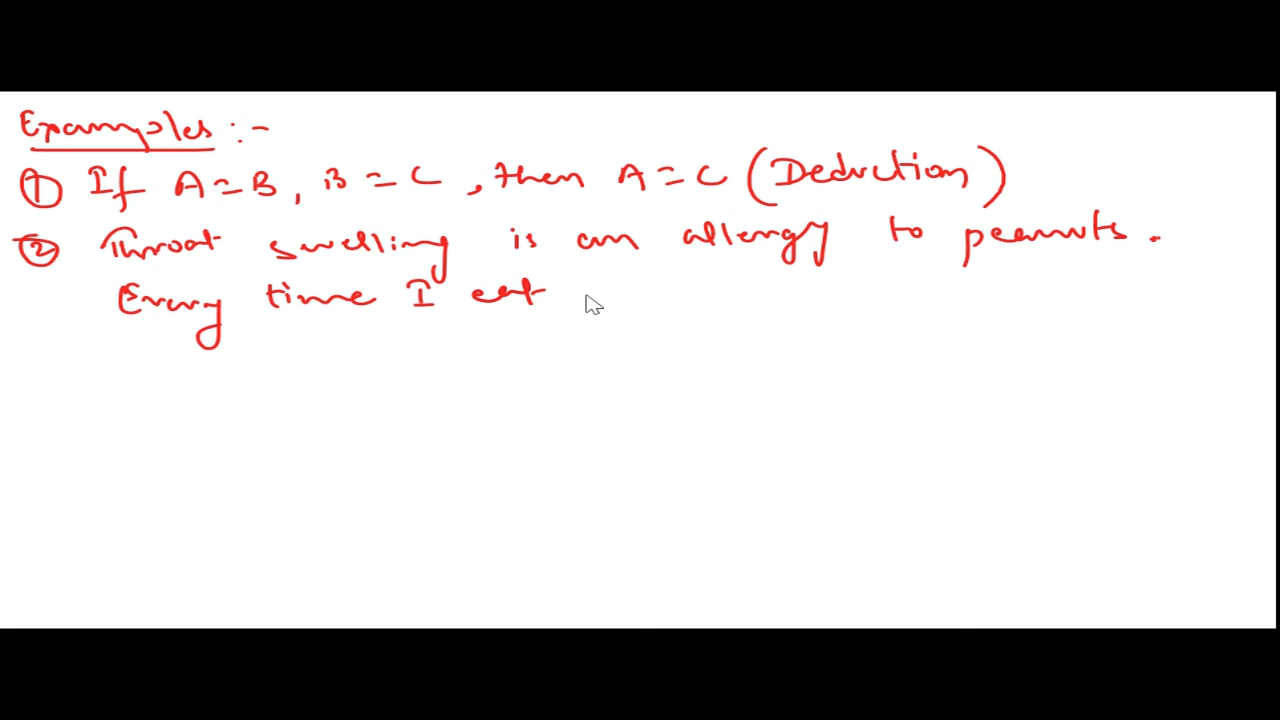 Examples :-
① If A=B, B=C, then A=C (Deduction)
② Throat swelling is an allergy to peanuts.
Every time I eat